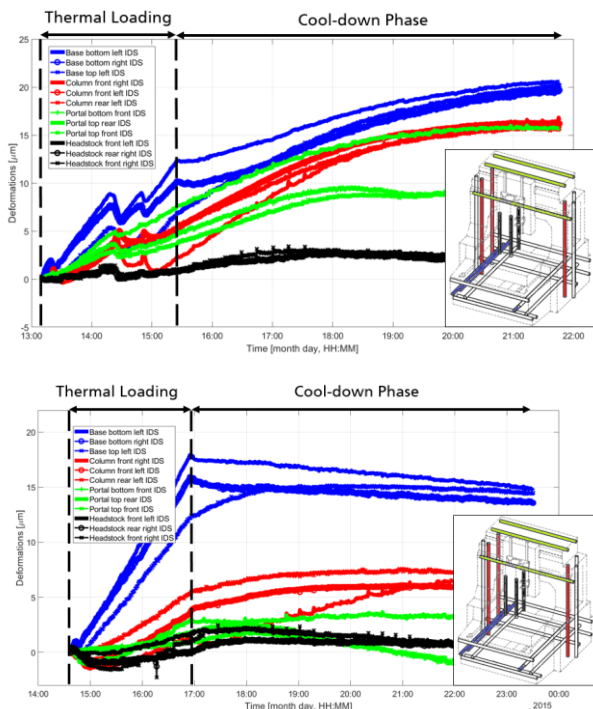 Thermal Loading Cool-down Phase
25
Base bottom left IDS
Base bottom right IDS
Base top left IDS
Column front right IDS
Column front left IDS
Column rear left IDS
Portal bottom front IDS
Portal top rear IDS
Portal top front IDS
Headstock front left IDS
Headstock rear right IDS
Headstock front right IDS
20
15
10
5
0
-5
Deformations [μm]
13:00 14:00 15:00 16:00 17:00 18:00 19:00 20:00 21:00 22:00
Time [month day, HH:MM]
Thermal Loading Cool-down Phase
Base bottom left IDS
Base bottom right IDS
Base top left IDS
Column front right IDS
Column front left IDS
Column rear left IDS
Portal bottom front IDS
Portal top rear IDS
Portal top front IDS
Headstock front left IDS
Headstock rear right IDS
Headstock front right IDS
20
15
10
5
0
Deformations [μm]
14:00 15:00 16:00 17:00 18:00 19:00 20:00 21:00 22:00 23:00 00:00
Time [month day, HH:MM]
2015